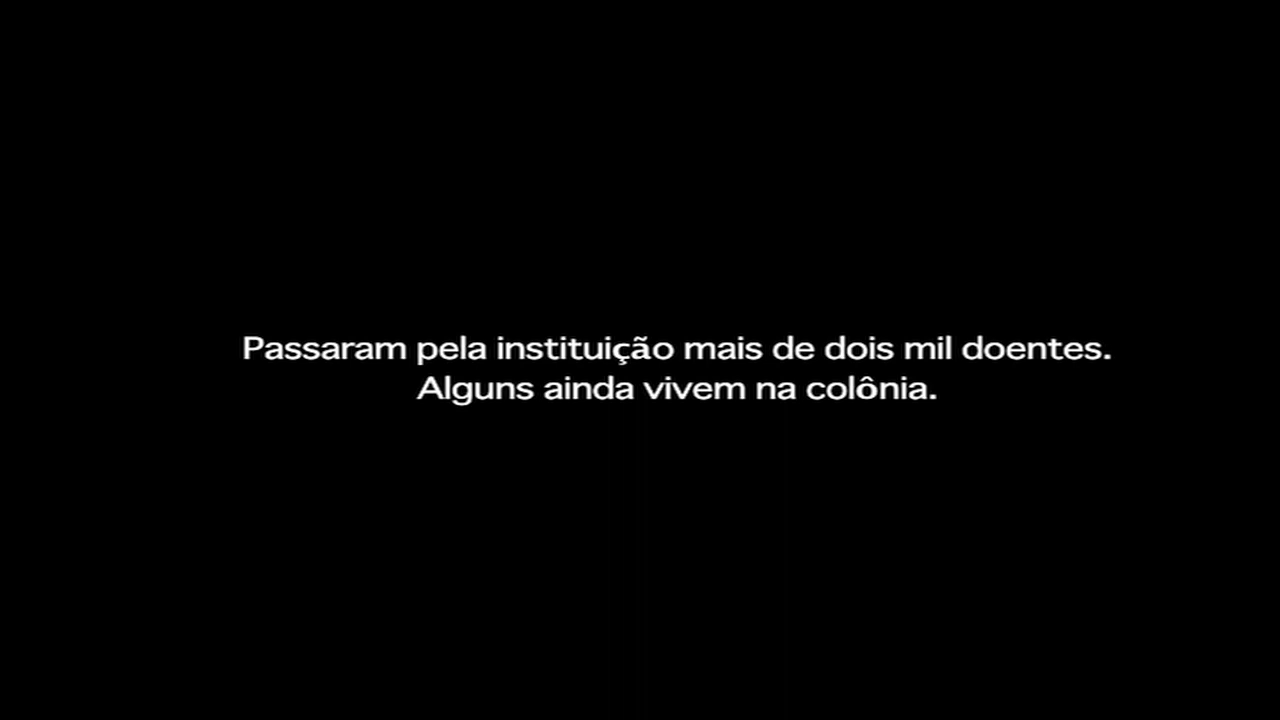 Passaram pela instituição mais de dois mil doentes.
Alguns ainda vivem na colônia.